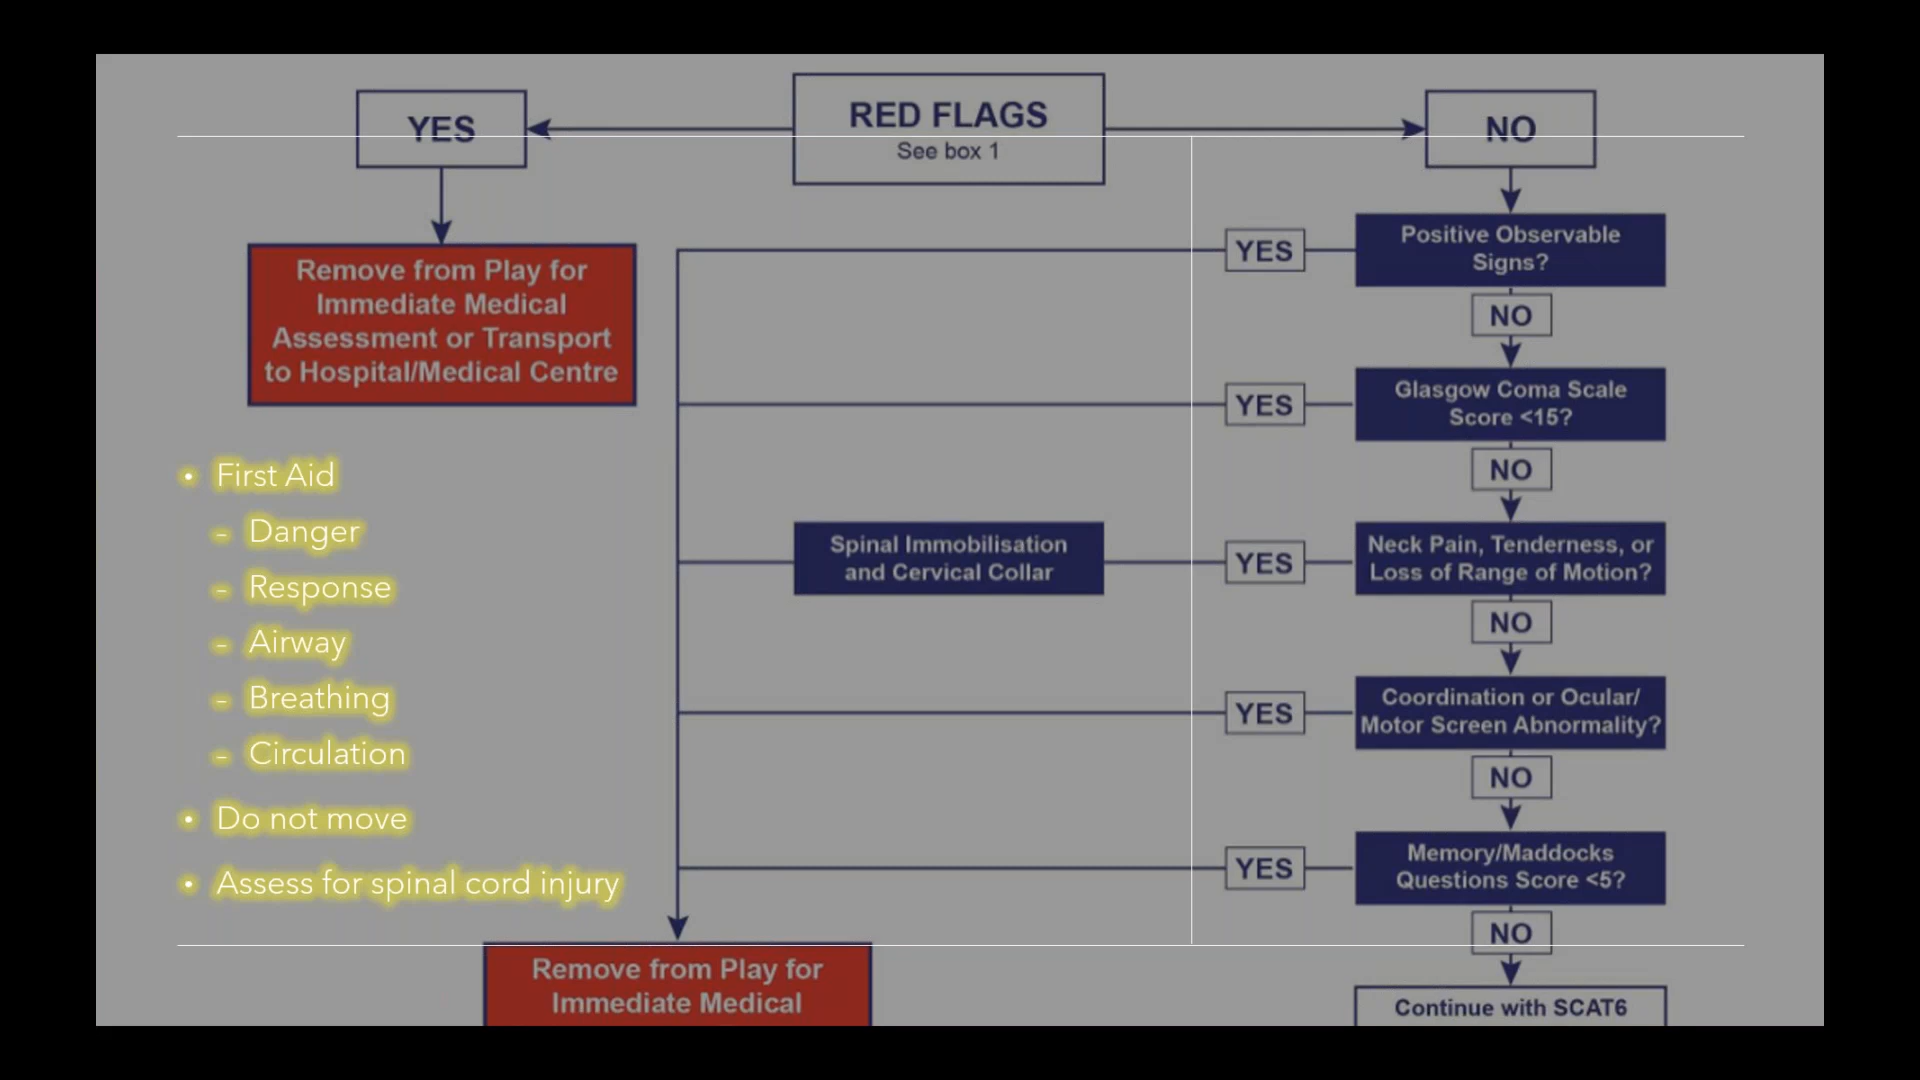 RED FLAGS
See box 1
YES
NO
Remove from Play for
Immediate Medical
Assessment or Transport
to Hospital/Medical Centre
Positive Observable
Signs?
YES
NO
Glasgow Coma Scale
Score <15?
YES
NO
Neck Pain, Tenderness, or
Loss of Range of Motion?
YES
Spinal Immobilisation
and Cervical Collar
NO
Coordination or Ocular/
Motor Screen Abnormality?
YES
NO
Memory/Maddocks
Questions Score <5?
YES
NO
Continue with SCAT6
Remove from Play for
Immediate Medical
• First Aid
- Danger
- Response
- Airway
- Breathing
- Circulation
• Do not move
• Assess for spinal cord injury